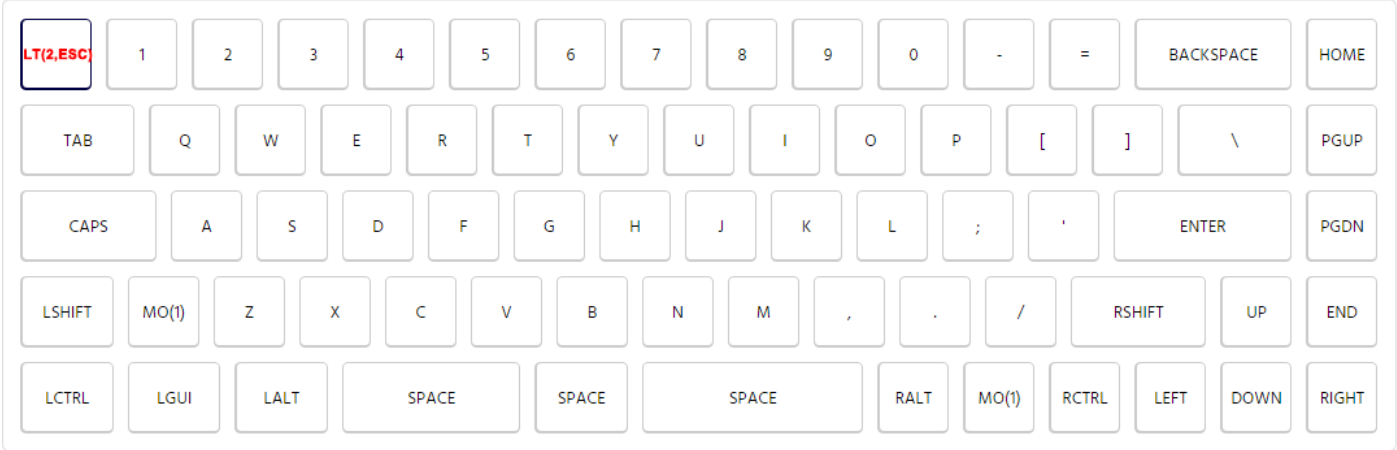 LT(2,ESC) 1 2 3 4 5 6 7 8 9 0 - = BACKSPACE HOME
TAB Q W E R T Y U I O P [ ] \ PGUP
CAPS A S D F G H J K L ; ' ENTER PGDN
LSHIFT MO(1) Z X C V B N M , . / RSHIFT UP END
LCTRL LGUI LALT SPACE SPACE SPACE RALT MO(1) RCTRL LEFT DOWN RIGHT